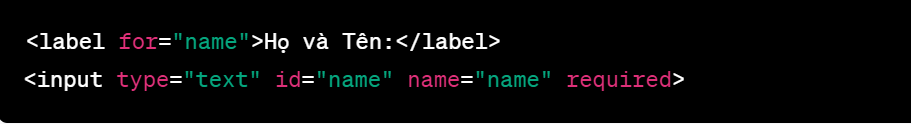 <label for="name">Họ và Tên:</label>
<input type="text" id="name" name="name" required>